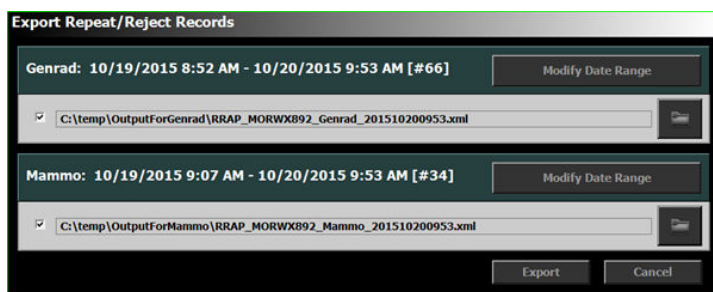 Export Repeat/Reject Records
Genrad: 10/19/2015 8:52 AM - 10/20/2015 9:53 AM [#66]
Modify Date Range
C:\temp\OutputForGenrad\RRAP_MORWX892_Genrad_201510200953.xml
Mammo: 10/19/2015 9:07 AM - 10/20/2015 9:53 AM [#34]
Modify Date Range
C:\temp\OutputForMammo\RRAP_MORWX892_Mammo_201510200953.xml
Export
Cancel